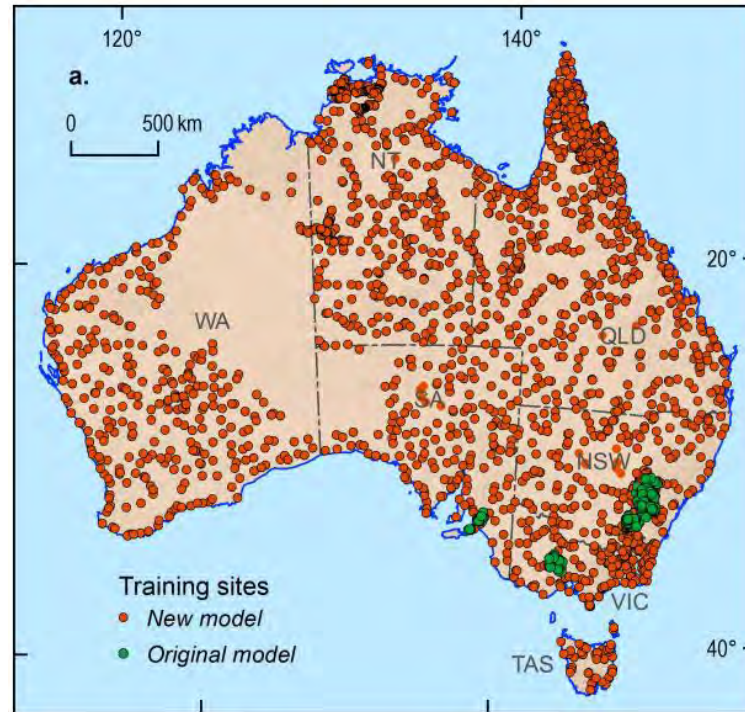 120°
140°
a.
0 500 km
NT
20°
WA
QLD
SA
NSW
Training sites
New model
VIC
Original model
TAS
40°